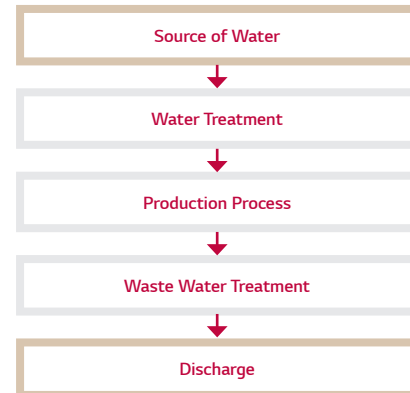 Source of Water
Water Treatment
Production Process
Waste Water Treatment
Discharge